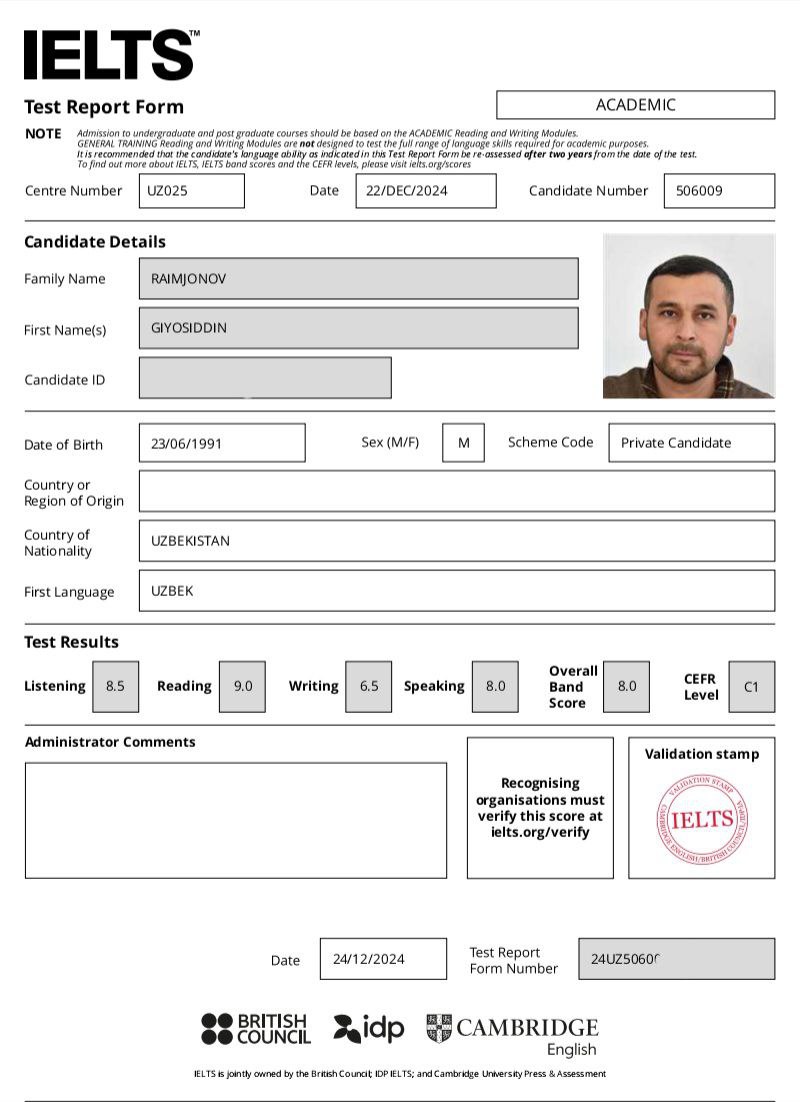 IELTS™
Test Report Form
ACADEMIC
NOTE Admission to undergraduate and post graduate courses should be based on the ACADEMIC Reading and Writing Modules.
GENERAL TRAINING Reading and Writing Modules are not designed to test the full range of language skills required for academic purposes.
It is recommended that the candidate's language ability as indicated in this Test Report Form be re-assessed after two years from the date of the test.
To find out more about IELTS, IELTS band scores and the CEFR levels, please visit ielts.org/scores
Centre Number UZ025 Date 22/DEC/2024 Candidate Number 506009
Candidate Details
Family Name RAIMJONOV
First Name(s) GIYOSIDDIN
Candidate ID
Date of Birth 23/06/1991 Sex (M/F) M Scheme Code Private Candidate
Country or
Region of Origin
Country of
Nationality UZBEKISTAN
First Language UZBEK
Test Results
Listening 8.5 Reading 9.0 Writing 6.5 Speaking 8.0 Overall Band Score 8.0 CEFR Level C1
Administrator Comments
Recognising
organisations must
verify this score at
ielts.org/verify
Validation stamp
VALIDATION STAMP
IELTS
CAMBRIDGE ENGLISH/BRITISH COUNCIL/IDP:IA
Date 24/12/2024
Test Report
Form Number 24UZ5060
BRITISH
COUNCIL
idp
CAMBRIDGE
English
IELTS is jointly owned by the British Council; IDP IELTS; and Cambridge University Press & Assessment